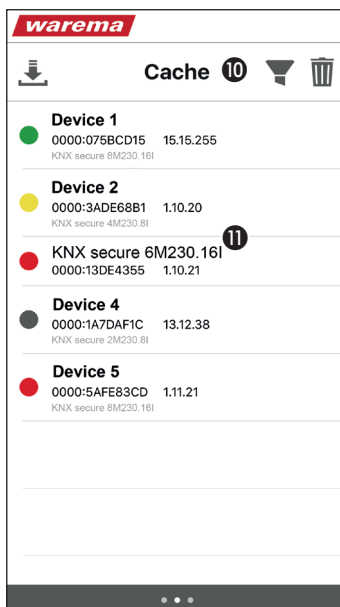 warema
Cache 10
Device 1
0000:075BCD15 15.15.255
KNX secure 6M230.16I
Device 2
0000:3ADE68B1 1.10.20
KNX secure 4M230.8I
11
KNX secure 6M230.16I
0000:13DE4355 1.10.21
Device 4
0000:1A7DAF1C 13.12.38
KNX secure 2M230.8I
Device 5
0000:5AFE83CD 1.11.21
KNX secure 8M230.16I